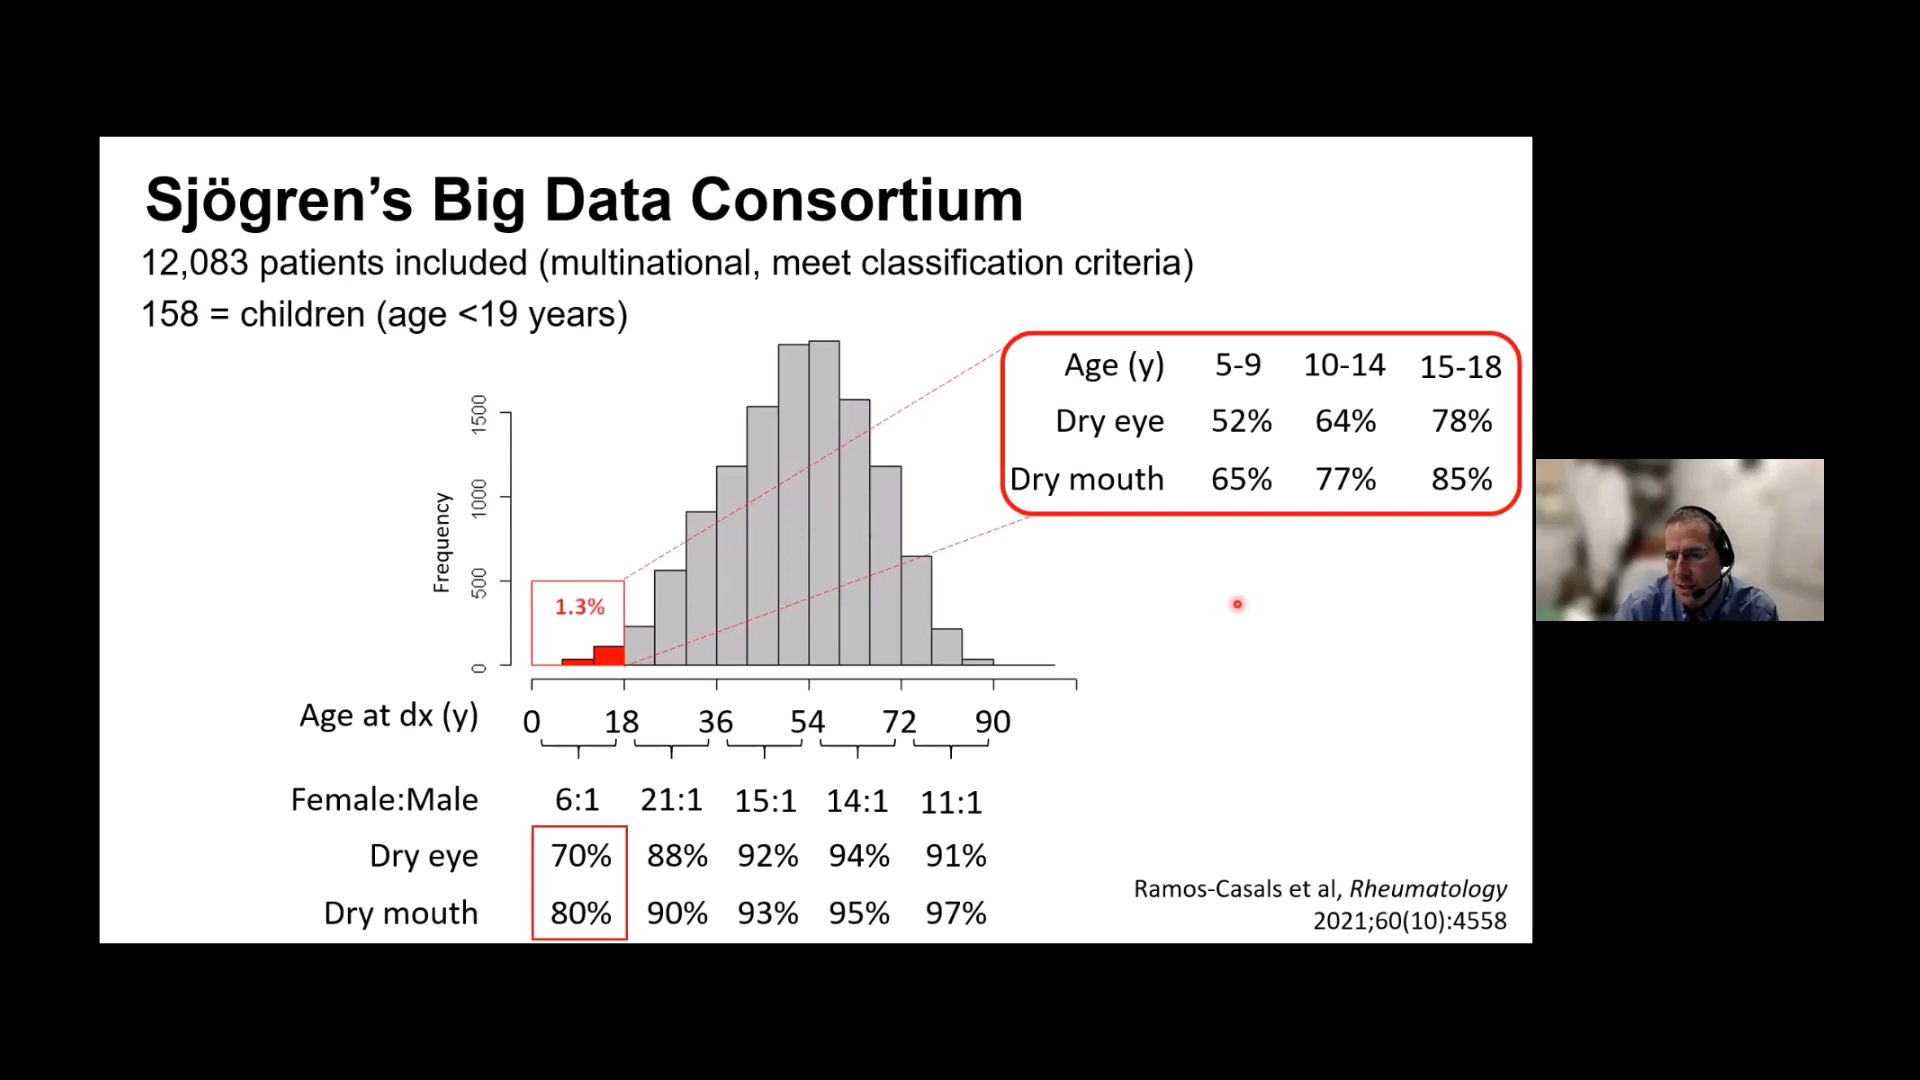 Sjögren’s Big Data Consortium
12,083 patients included (multinational, meet classification criteria)
158 = children (age <19 years)
Age (y) 5-9 10-14 15-18
Dry eye 52% 64% 78%
Dry mouth 65% 77% 85%
Frequency
1500
1000
500
0
1.3%
Age at dx (y) 0 18 36 54 72 90
Female:Male 6:1 21:1 15:1 14:1 11:1
Dry eye 70% 88% 92% 94% 91%
Dry mouth 80% 90% 93% 95% 97%
Ramos-Casals et al, Rheumatology
2021;60(10):4558